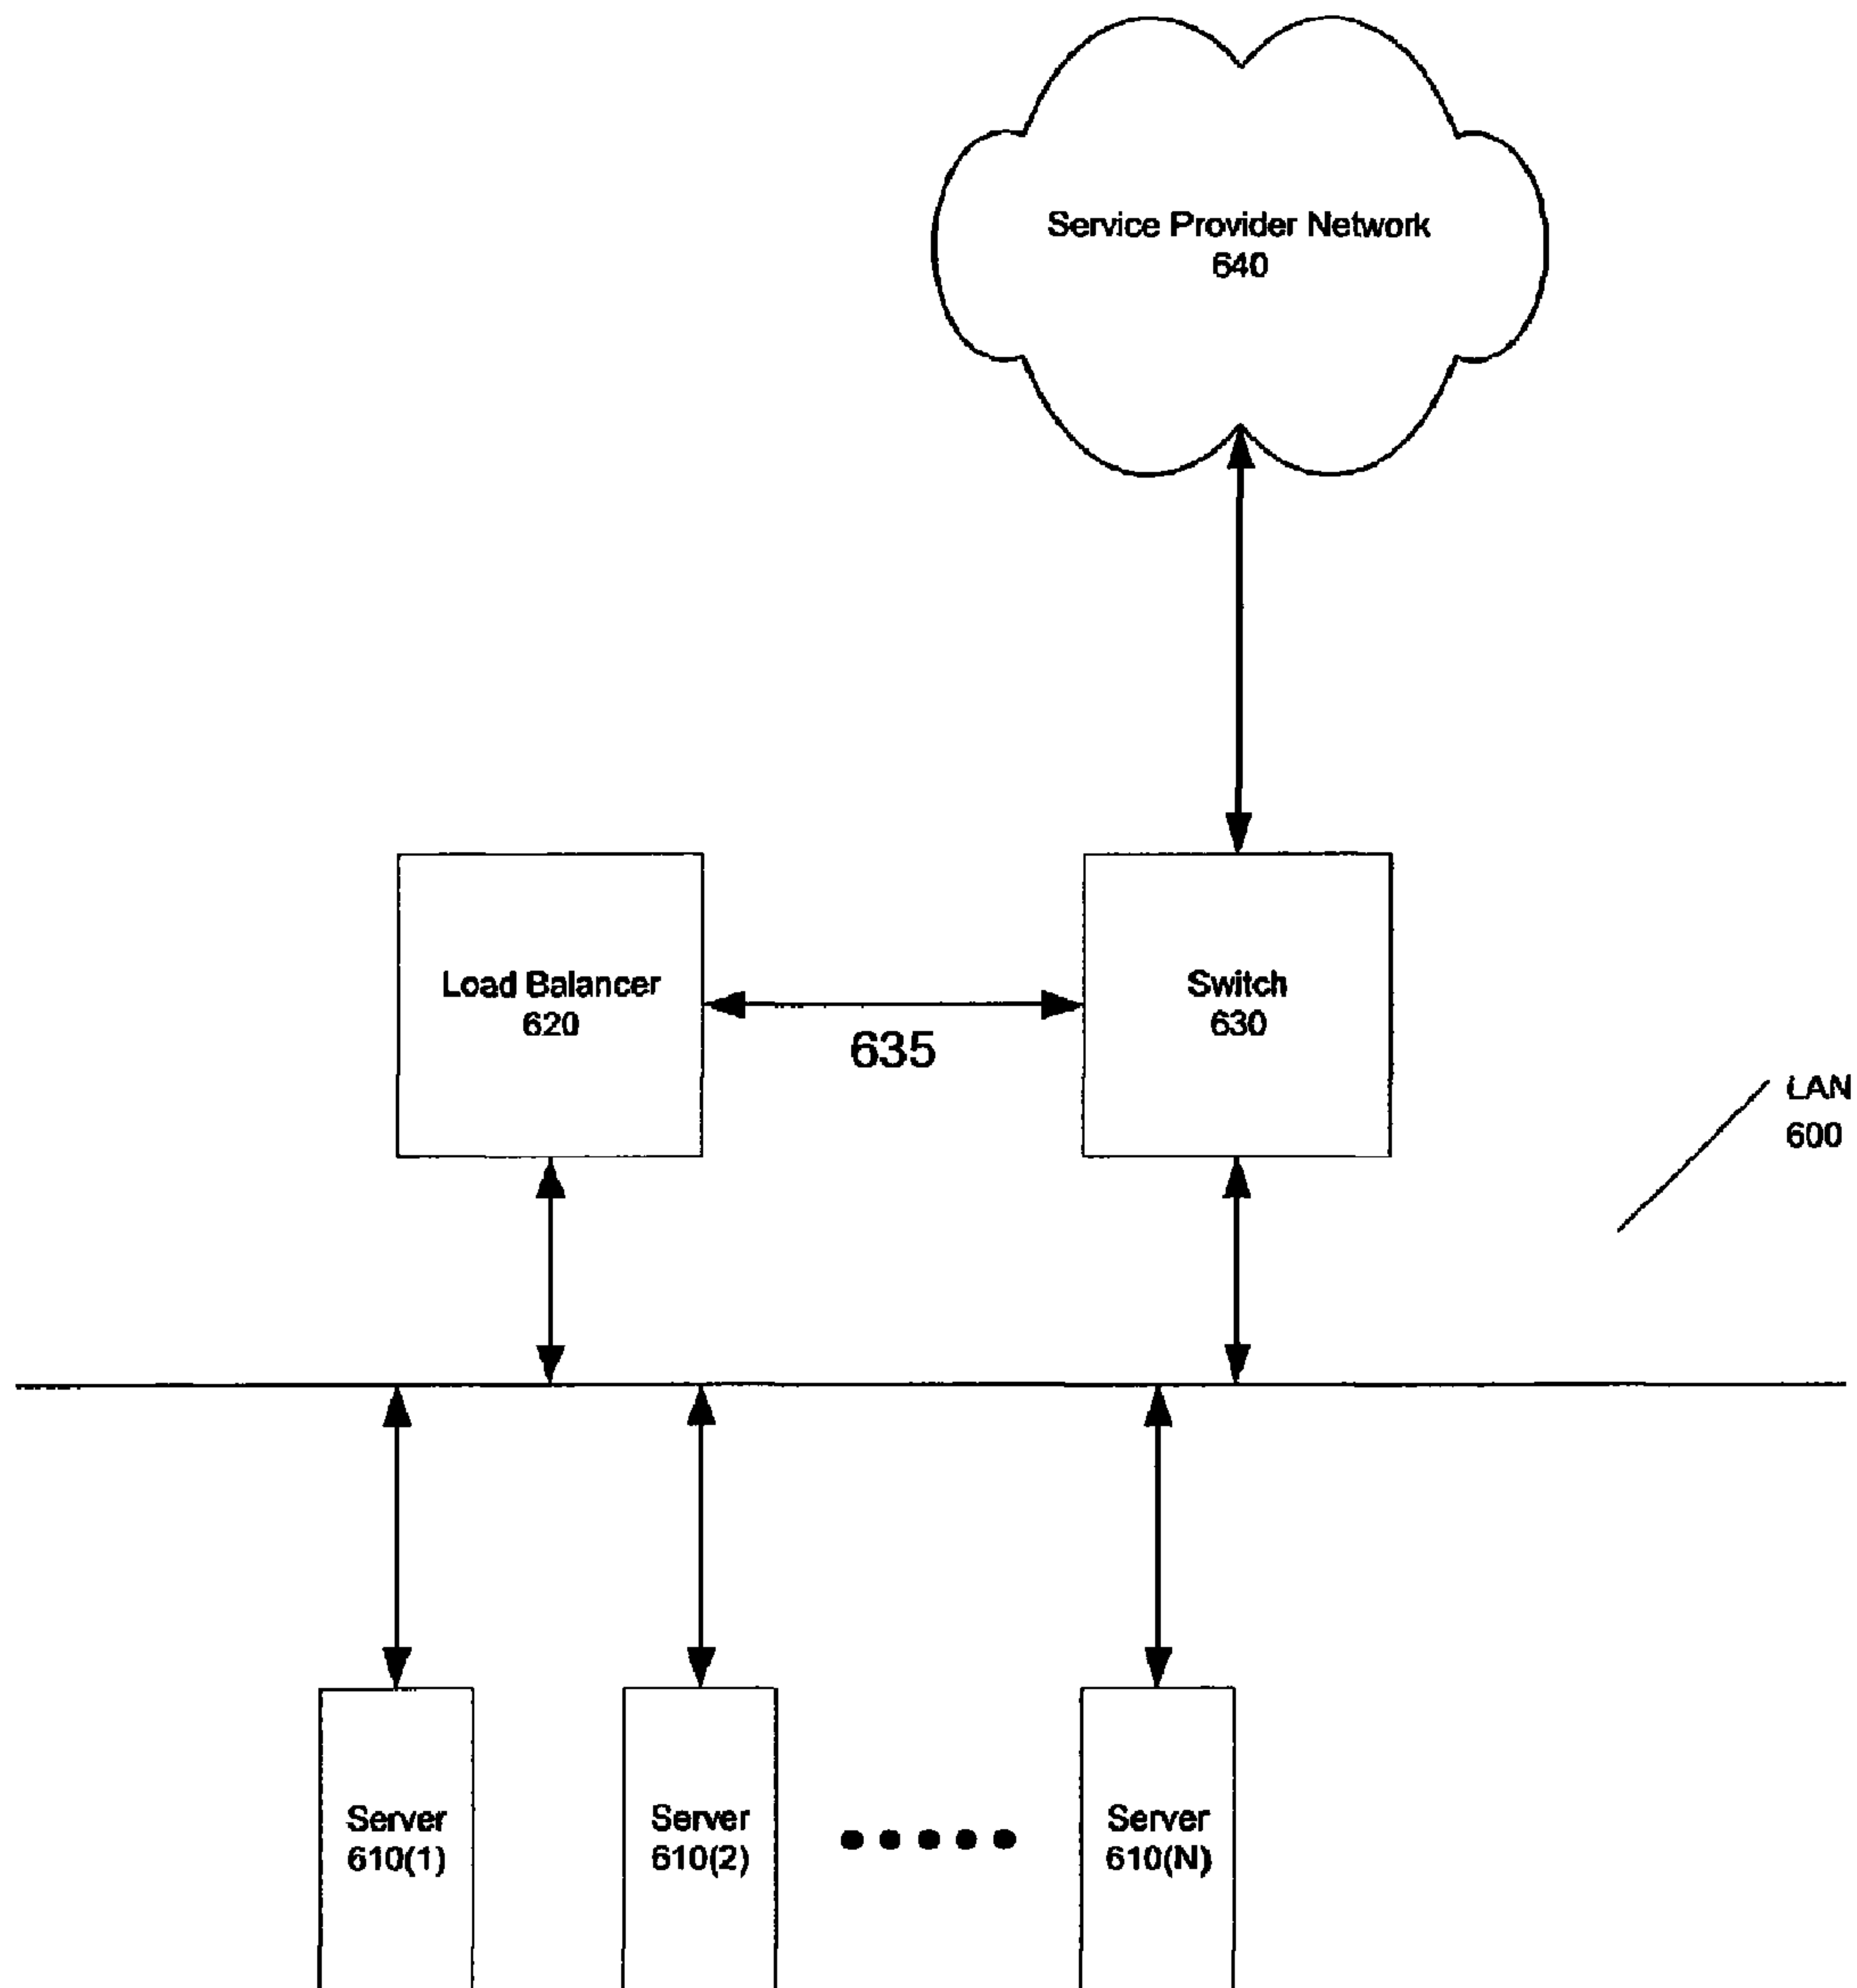 Service Provider Network
640
Load Balancer
620
635
Switch
630
LAN
600
Server
610(1)
Server
610(2)
Server
610(N)